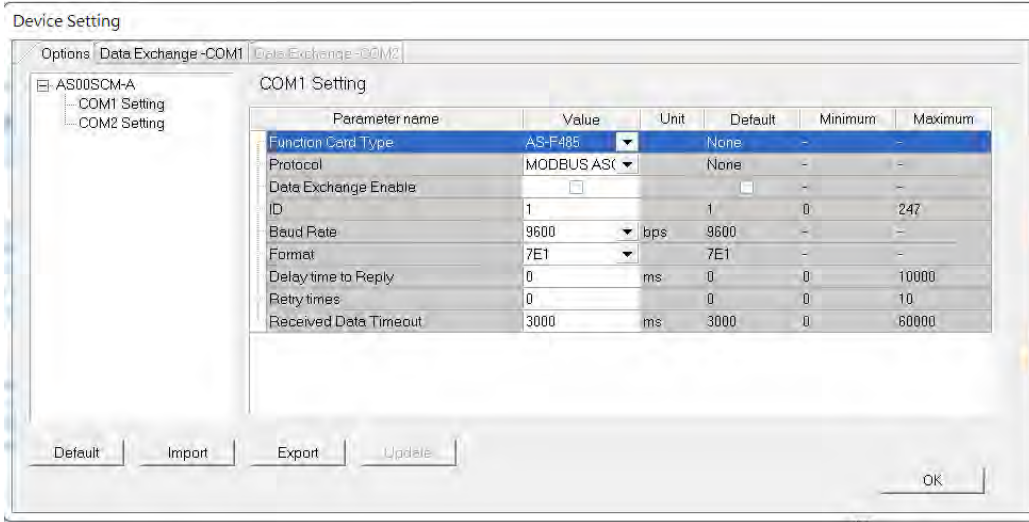 Device Setting
Options Data Exchange -COM1 Data Exchange -COM2
AS00SCM-A
COM1 Setting
COM2 Setting
COM1 Setting
Parameter name Value Unit Default Minimum Maximum
Function Card Type AS-F485 None - -
Protocol MODBUS AS( None - -
Data Exchange Enable - -
ID 1 1 0 247
Baud Rate 9600 bps 9600 - -
Format 7E1 7E1 - -
Delay time to Reply 0 ms 0 0 10000
Retry times 0 0 0 10
Received Data Timeout 3000 ms 3000 0 60000
Default Import Export Update
OK